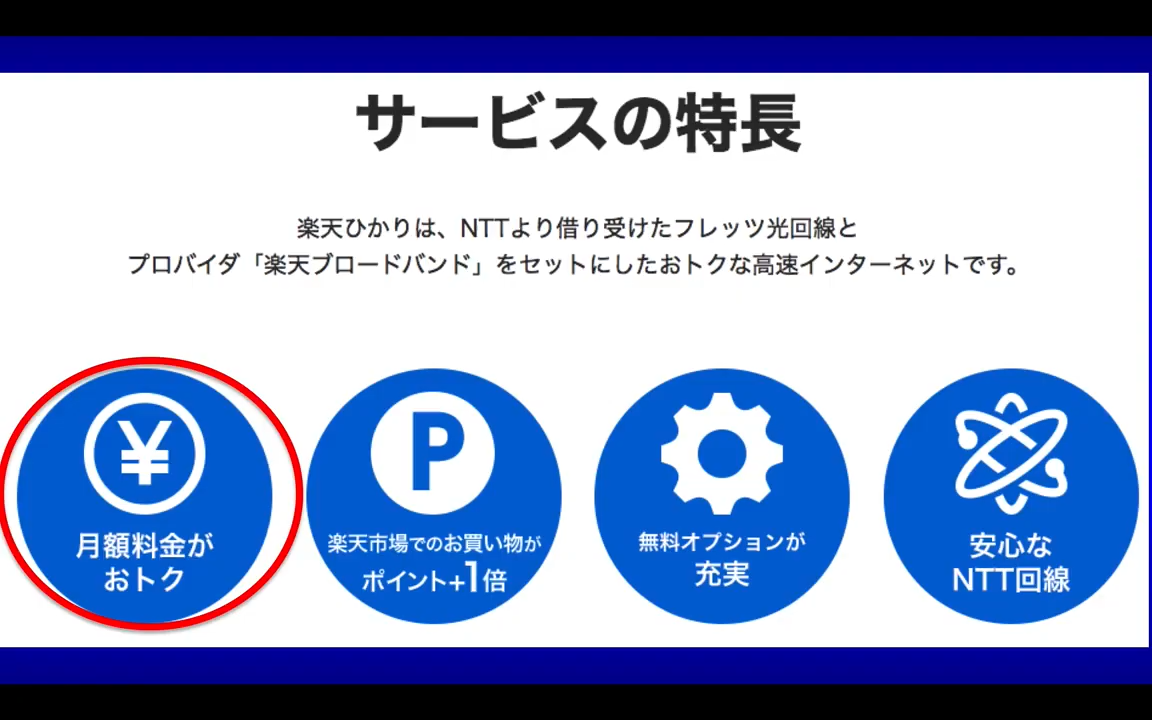 サービスの特長
楽天ひかりは、NTTより借り受けたフレッツ光回線と
プロバイダ「楽天ブロードバンド」をセットにしたおトクな高速インターネットです。
¥
月額料金が
おトク
P
楽天市場でのお買い物が
ポイント+1倍
無料オプションが
充実
安心な
NTT回線